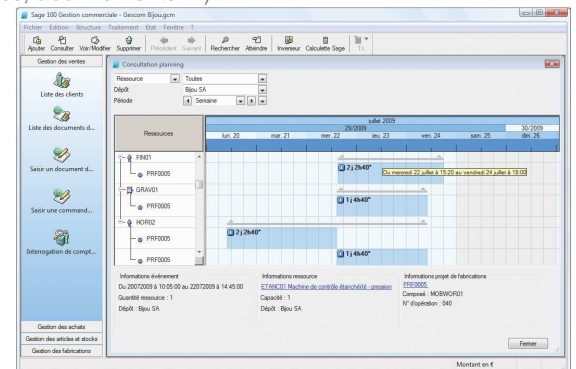 Sage 100 Gestion commerciale - Gescom Bijou.gcm
Fichier Edition Structure Traitement Etat Fenêtre ?
Ajouter Consulter Voir/Modifier Supprimer Précédent Suivant Rechercher Atteindre Inverseur Calculette Sage Tri
Gestion des ventes
Liste des clients
Liste des documents d...
Saisir un document d...
Saisir une command...
Interrogation de compt...
Gestion des achats
Gestion des articles et stocks
Gestion des fabrications
Consultation planning
Ressource Toutes
Dépôt Bijou SA
Période Semaine
Ressources
juillet 2009
29/2009 30/2009
lun. 20 mar. 21 mer. 22 jeu. 23 ven. 24 sam. 25 dim. 26
FIN01
PRF0005 2 j 2h40"
Du mercredi 22 juillet à 15:20 au vendredi 24 juillet à 18:00
GRAV01
PRF0005 1 j 4h40"
HOR02
PRF0005 2 j 2h40"
PRF0005 1 j 4h40"
Informations événement
Du 20072009 à 10:05:00 au 22072009 à 14:45:00
Quantité ressource : 1
Dépôt : Bijou SA
Informations ressource
ETANC01 Machine de contrôle étanchéité - pression
Capacité : 1
Dépôt : Bijou SA
Informations projet de fabrications
PRF0005
Composé : MOBWOR01
N° d'opération : 040
Fermer
Montant en €